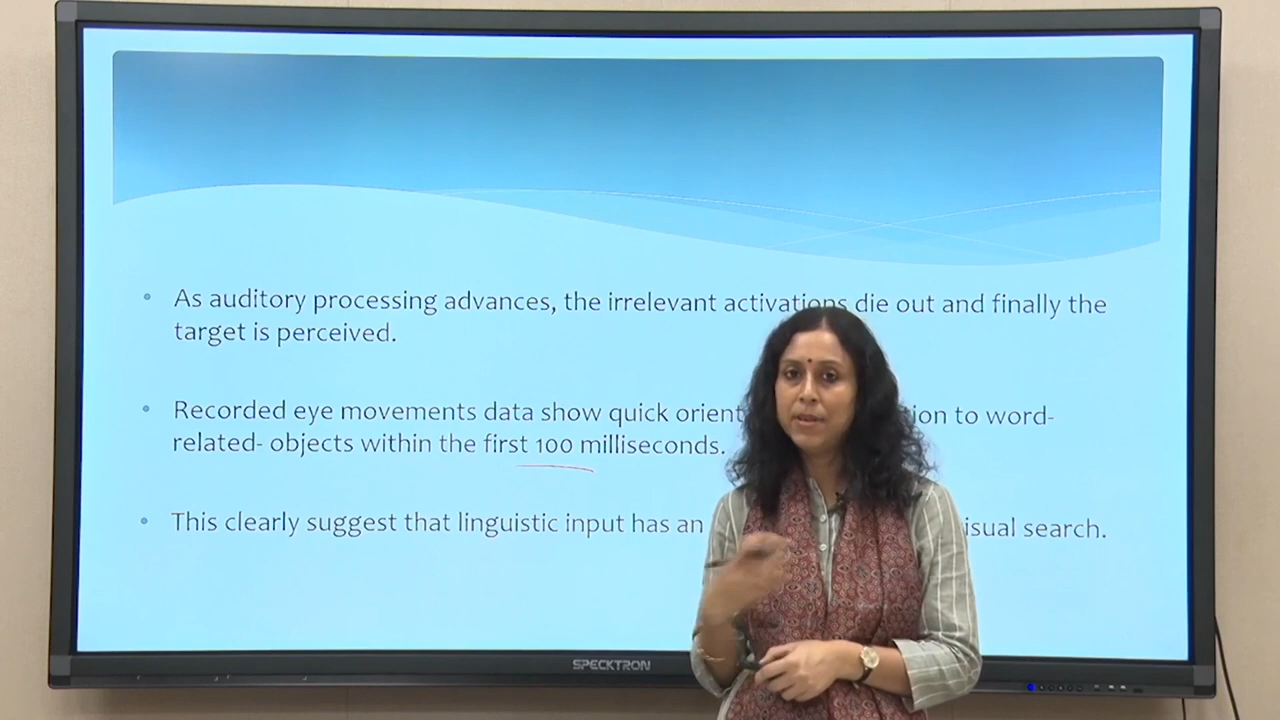 As auditory processing advances, the irrelevant activations die out and finally the
target is perceived.
Recorded eye movements data show quick orient ion to word-
related- objects within the first 100 milliseconds.
This clearly suggest that linguistic input has an isual search.
SPECKTRON